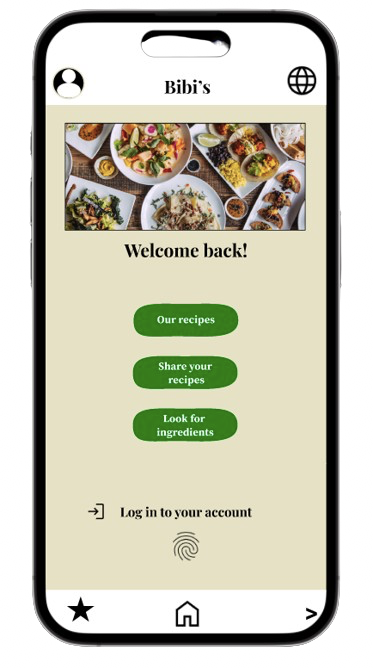 Bibi's
Welcome back!
Our recipes
Share your
recipes
Look for
ingredients
Log in to your account
>